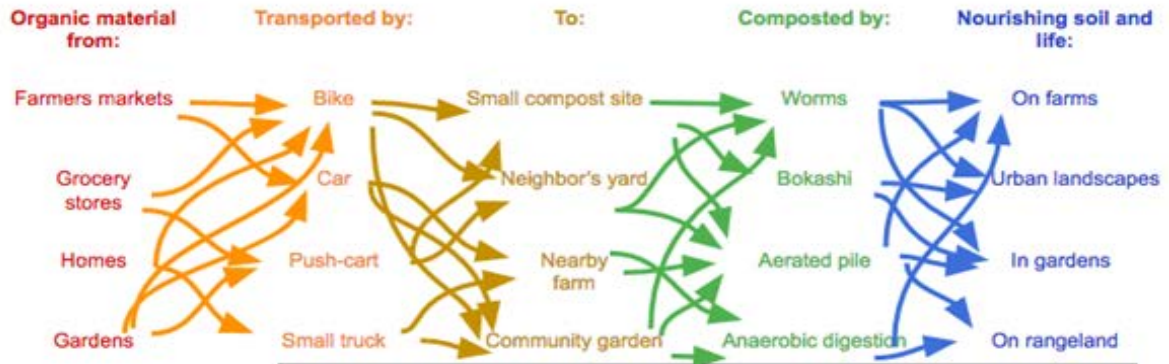 Organic material from:
Transported by:
To:
Composted by:
Nourishing soil and life:
Farmers markets
Bike
Small compost site
Worms
On farms
Grocery stores
Car
Neighbor's yard
Bokashi
Urban landscapes
Homes
Push-cart
Nearby farm
Aerated pile
In gardens
Gardens
Small truck
Community garden
Anaerobic digestion
On rangeland